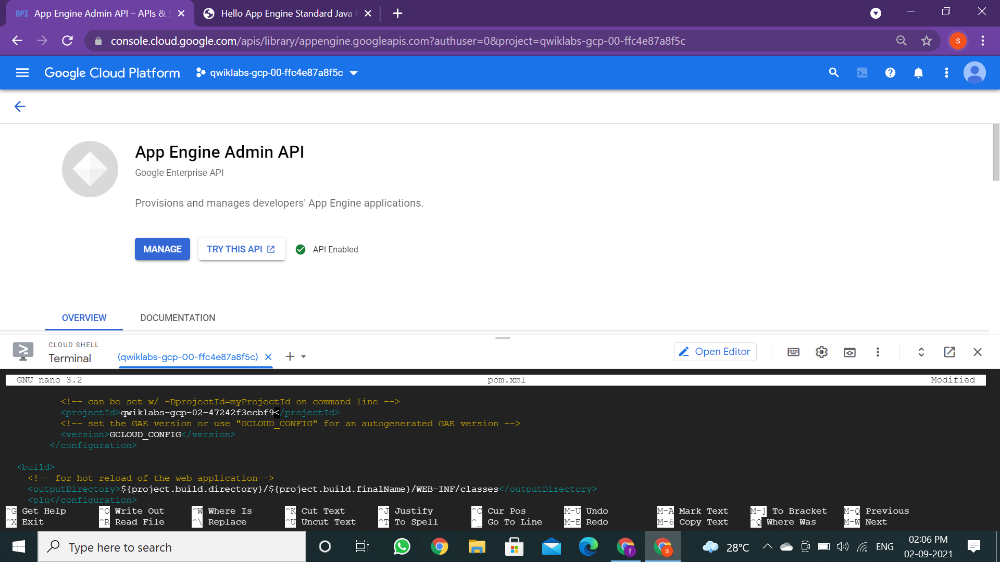 API App Engine Admin API – APIs &
Hello App Engine Standard Java
console.cloud.google.com/apis/library/appengine.googleapis.com?authuser=0&project=qwiklabs-gcp-00-ffc4e87a8f5c
s
Google Cloud Platform
qwiklabs-gcp-00-ffc4e87a8f5c
App Engine Admin API
Google Enterprise API
Provisions and manages developers' App Engine applications.
MANAGE
TRY THIS API
API Enabled
OVERVIEW
DOCUMENTATION
CLOUD SHELL
Terminal
(qwiklabs-gcp-00-ffc4e87a8f5c)
Open Editor
GNU nano 3.2 pom.xml Modified
<!-- can be set w/ -DprojectId=myProjectId on command line -->
<projectId>qwiklabs-gcp-02-47242f3ecbf9</projectId>
<!-- set the GAE version or use "GCLOUD_CONFIG" for an autogenerated GAE version -->
<version>GCLOUD_CONFIG</version>
</configuration>
<build>
<!-- for hot reload of the web application-->
<outputDirectory>${project.build.directory}/${project.build.finalName}/WEB-INF/classes</outputDirectory>
<plu</configuration>
^G Get Help ^O Write Out ^W Where Is ^K Cut Text ^J Justify ^C Cur Pos M-U Undo M-A Mark Text M-] To Bracket M-Q Previous
^X Exit ^R Read File ^\ Replace ^U Uncut Text ^T To Spell ^_ Go To Line M-E Redo M-6 Copy Text ^Q Where Was M-W Next
Type here to search
f
s
28°C
ENG
02:06 PM
02-09-2021